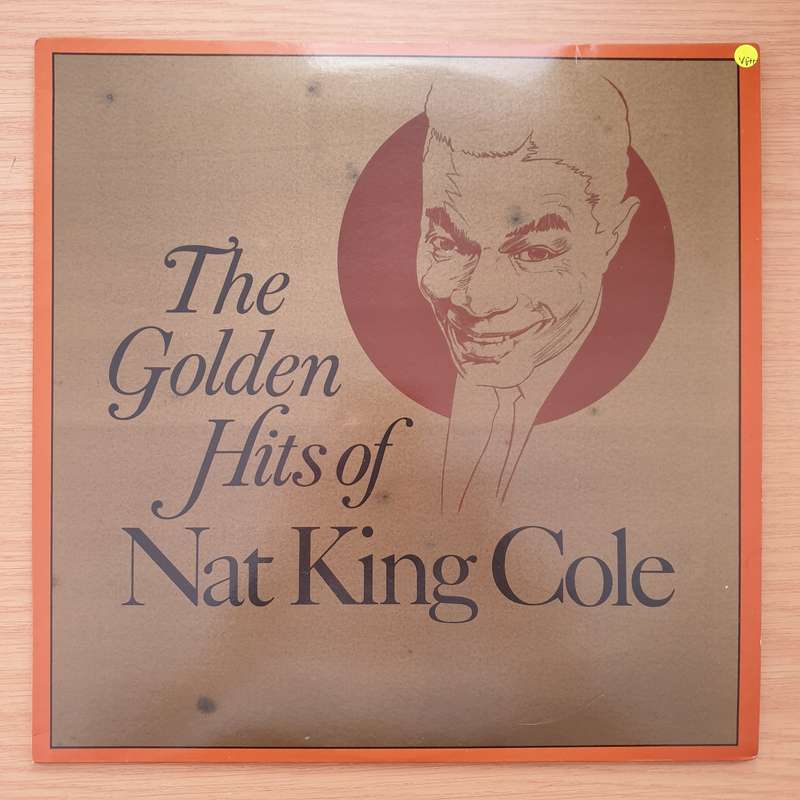 The
Golden
Hits of
Nat King Cole